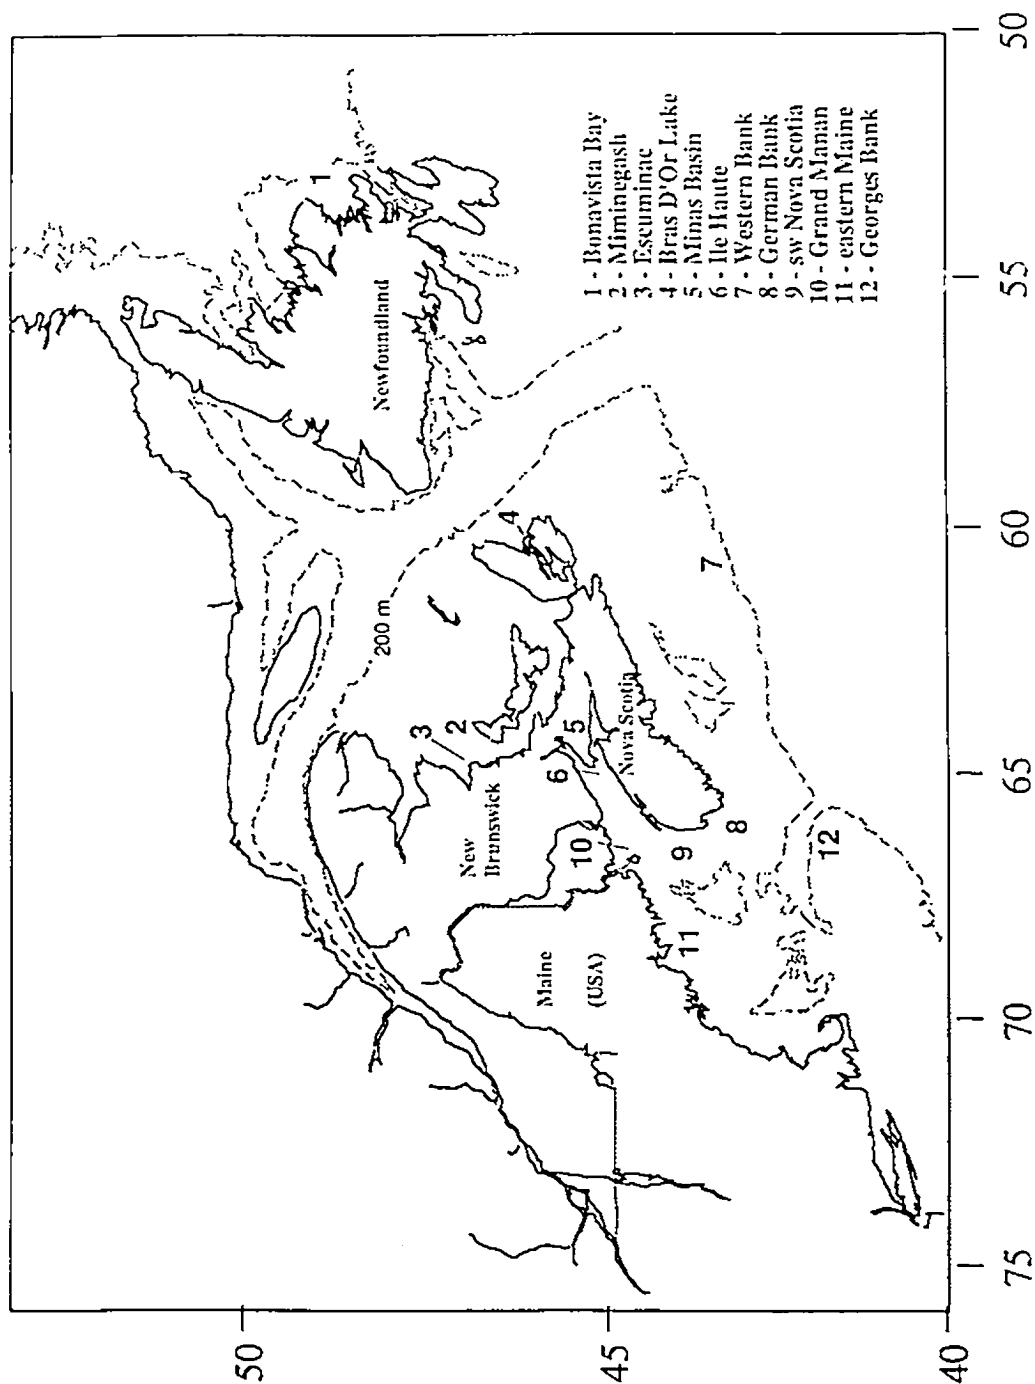 50
45
40
75
70
65
60
55
50
Newfoundland
200 m
New
Brunswick
Nova Scotia
Maine
(USA)
1
2
3
4
5
6
7
8
9
10
11
12
1 - Bonavista Bay
2 - Miminegash
3 - Escuminac
4 - Bras D'Or Lake
5 - Minas Basin
6 - Ile Haute
7 - Western Bank
8 - German Bank
9 - sw Nova Scotia
10 - Grand Manan
11 - eastern Maine
12 - Georges Bank